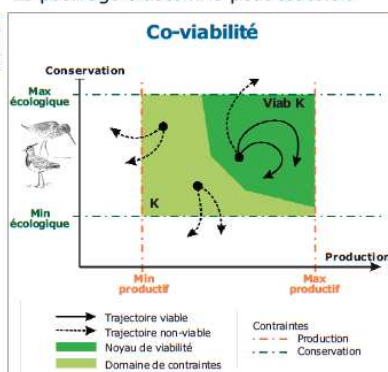 Co-viabilité
Conservation
Max
écologique
Viab K
K
Min
écologique
Production
Min
productif
Max
productif
Trajectoire viable
Trajectoire non-viable
Noyau de viabilité
Domaine de contraintes
Contraintes
Production
Conservation